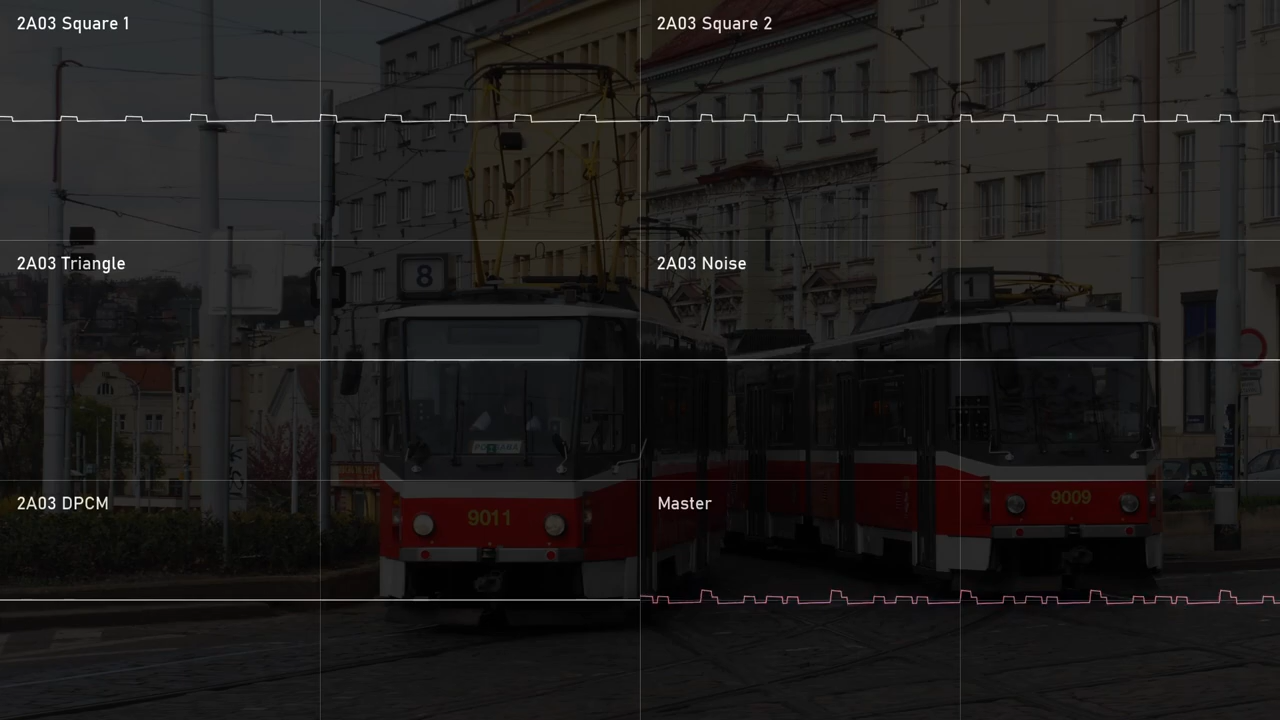 2A03 Square 1
2A03 Square 2
2A03 Triangle
2A03 Noise
8
1
2A03 DPCM
Master
9011
9009